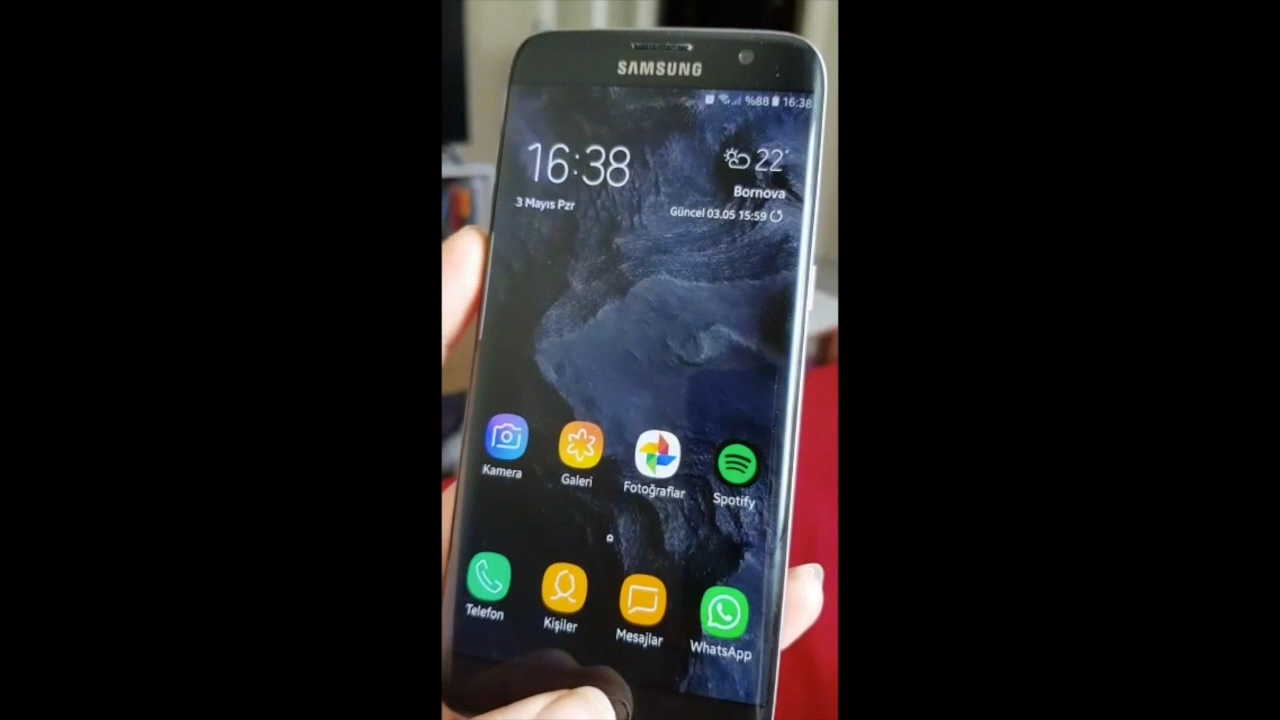 SAMSUNG
%88 16:38
16:38
22°
3 Mayıs Pzr
Bornova
Güncel 03.05 15:59
Kamera
Galeri
Fotoğraflar
Spotify
Telefon
Kişiler
Mesajlar
WhatsApp